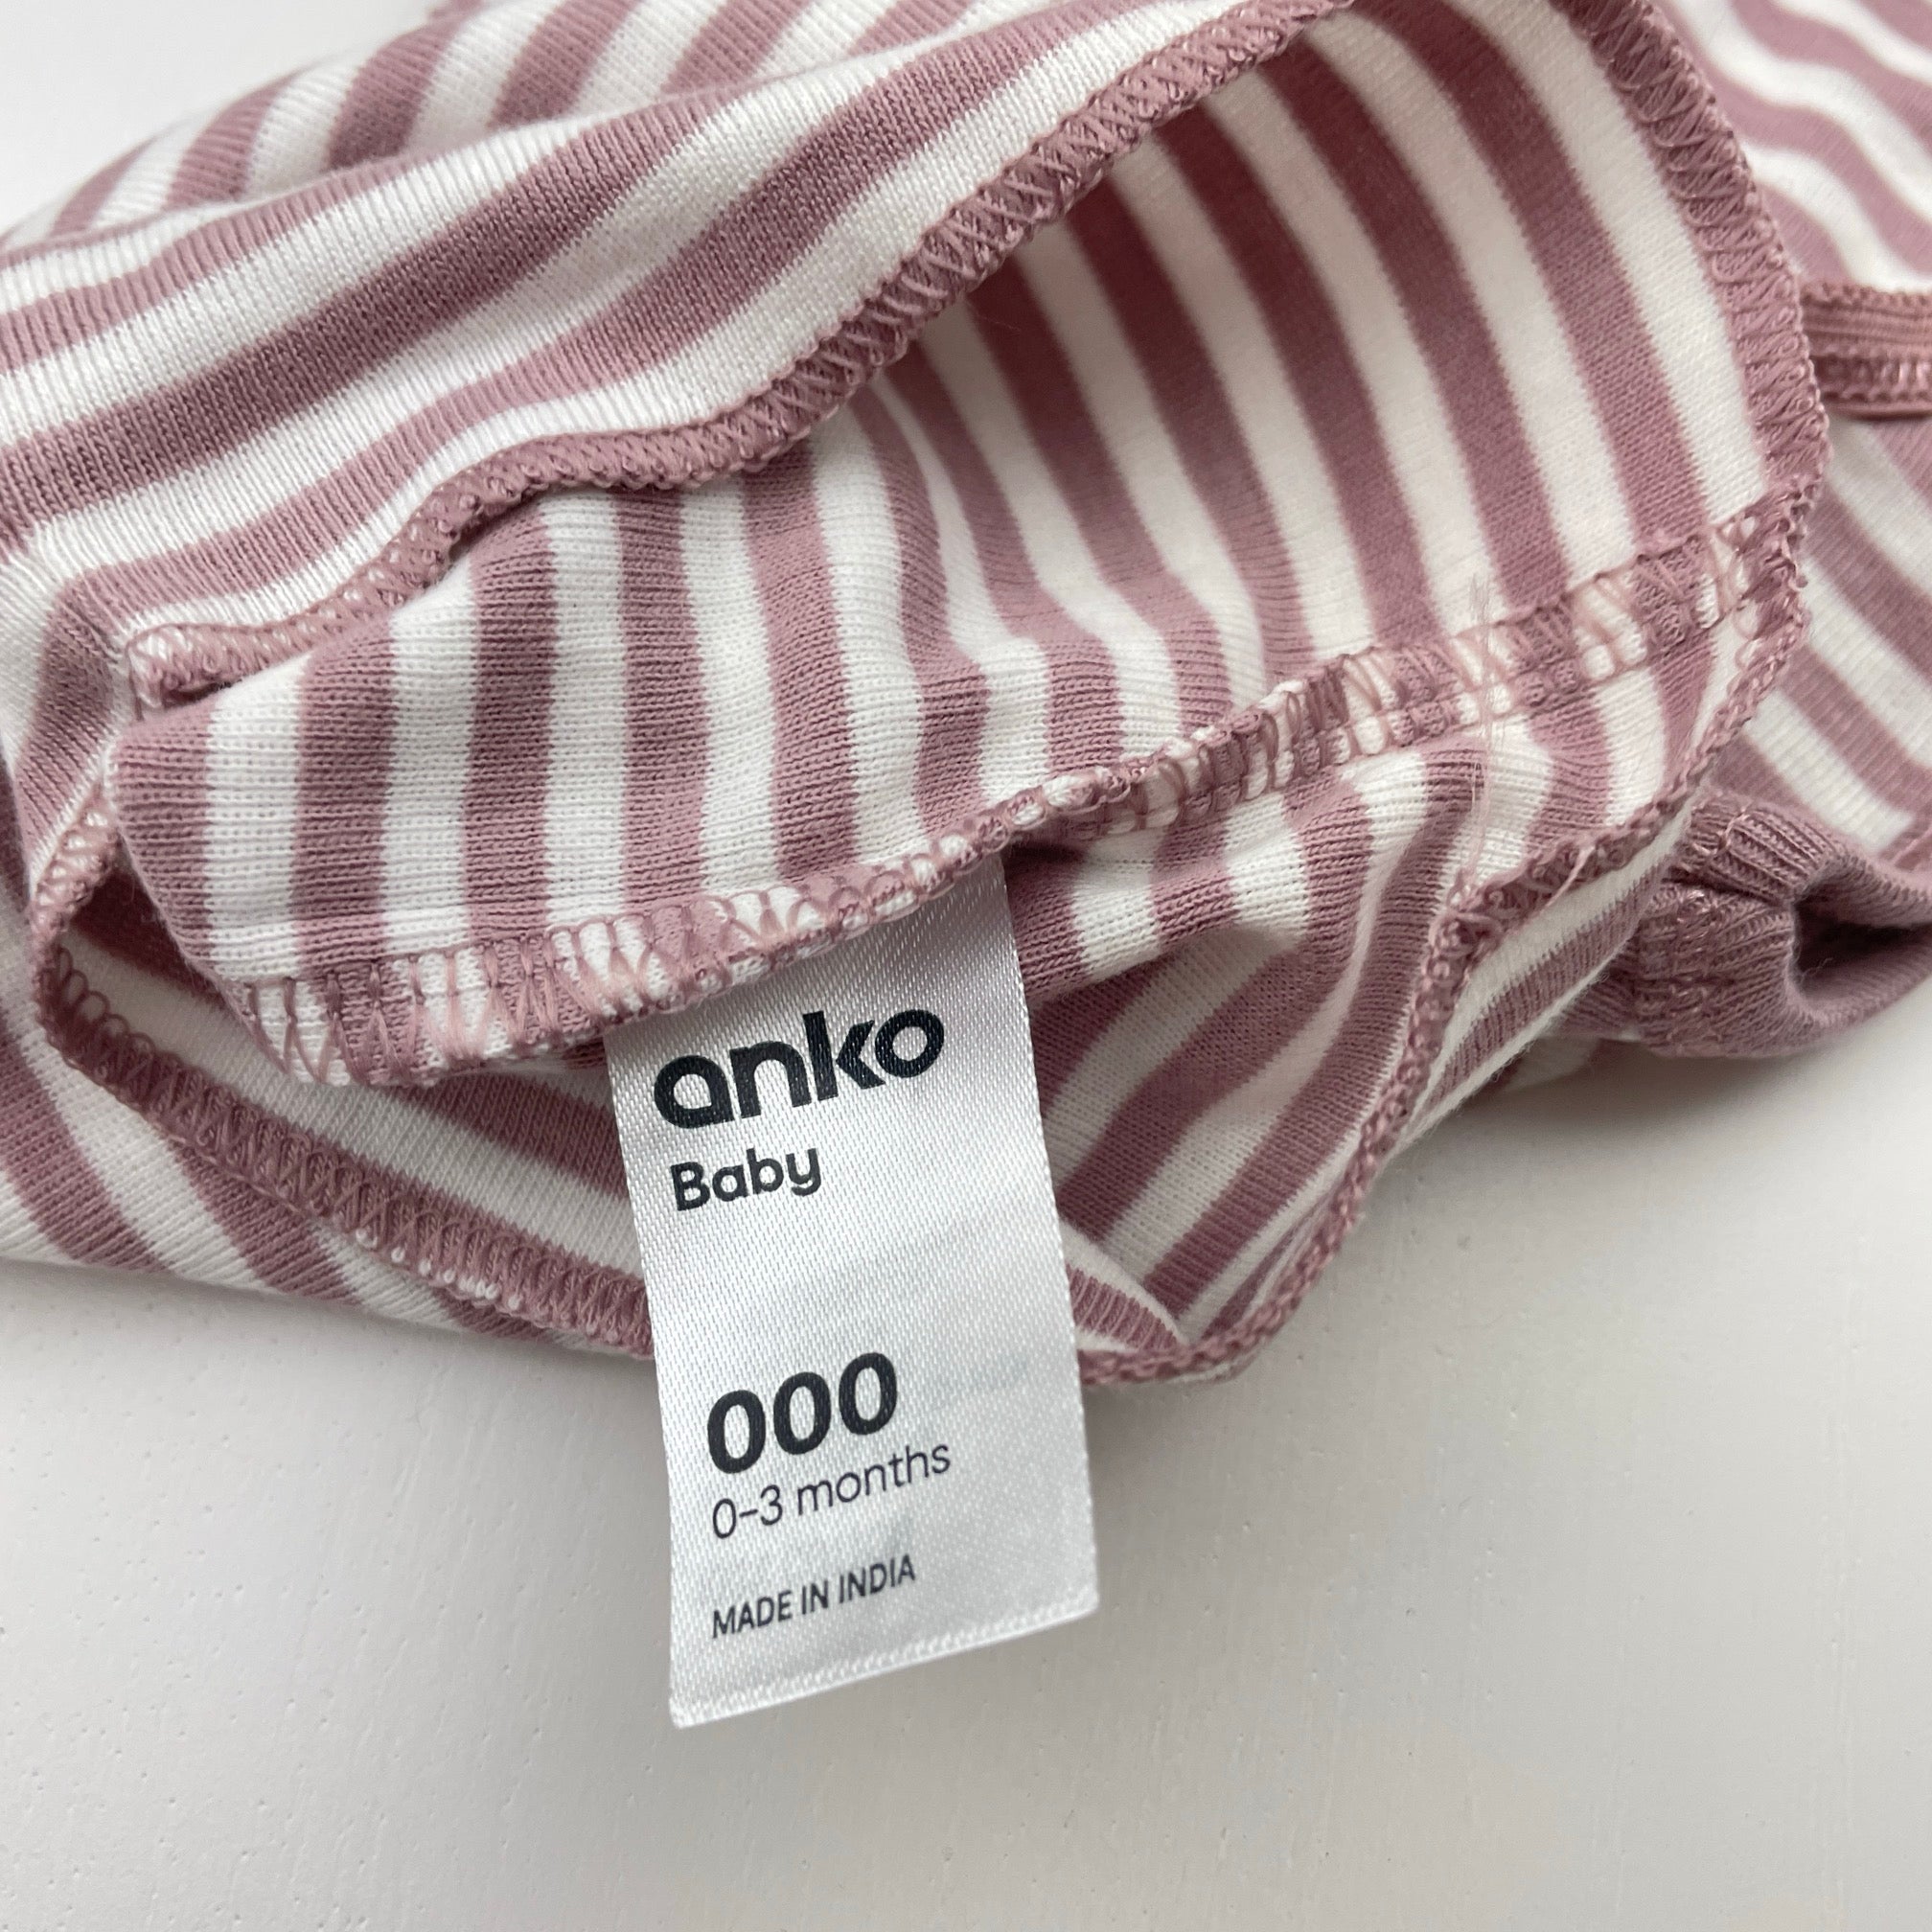 anko
Baby
000
0-3 months
MADE IN INDIA